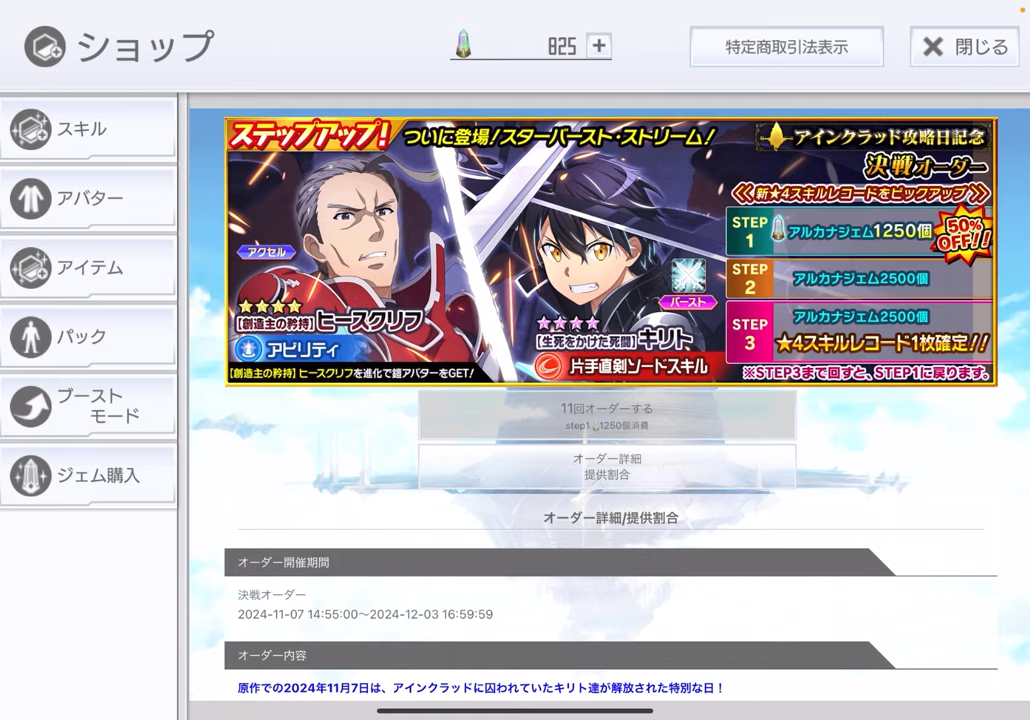 ショップ
825
特定商取引法表示
閉じる
スキル
アバター
アイテム
パック
ブースト
モード
ジェム購入
ステップアップ!
ついに登場!スターバースト・ストリーム!
アインクラッド攻略日記念
決戦オーダー
新★4スキルレコードをピックアップ
STEP
1
アルカナジェム1250個
50%
OFF!!
STEP
2
アルカナジェム2500個
STEP
3
アルカナジェム2500個
★4スキルレコード1枚確定!!
※STEP3まで回すと、STEP1に戻ります。
アクセル
【創造主の矜持】ヒースクリフ
アビリティ
【創造主の矜持】ヒースクリフを進化で鎧アバターをGET!
バースト
【生死をかけた死闘】キリト
片手直剣ソードスキル
11回オーダーする
step1 1250個消費
オーダー詳細
提供割合
オーダー詳細/提供割合
オーダー開催期間
決戦オーダー
2024-11-07 14:55:00〜2024-12-03 16:59:59
オーダー内容
原作での2024年11月7日は、アインクラッドに囚われていたキリト達が解放された特別な日！